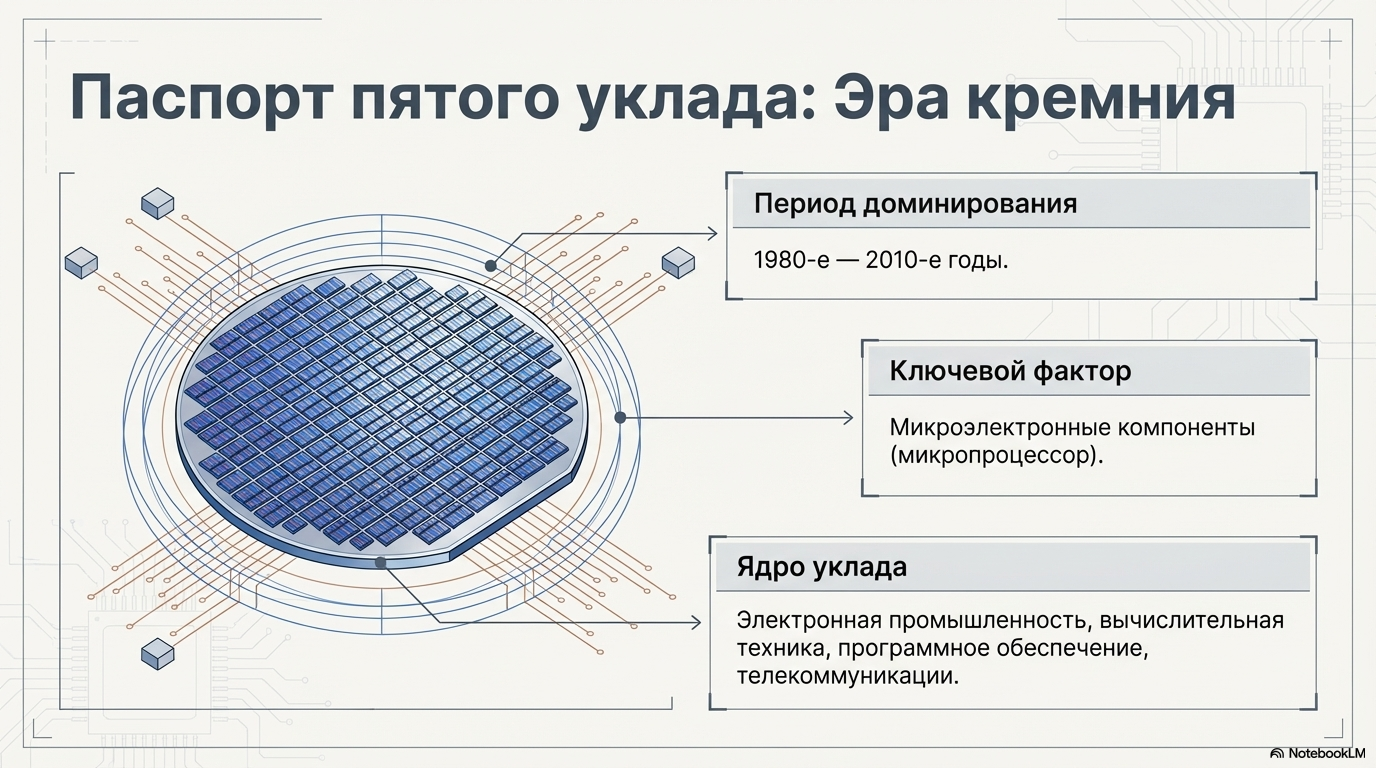 Паспорт пятого уклада: Эра кремния
Период доминирования
1980-е — 2010-е годы.
Ключевой фактор
Микроэлектронные компоненты
(микропроцессор).
Ядро уклада
Электронная промышленность, вычислительная
техника, программное обеспечение,
телекоммуникации.
NotebookLM